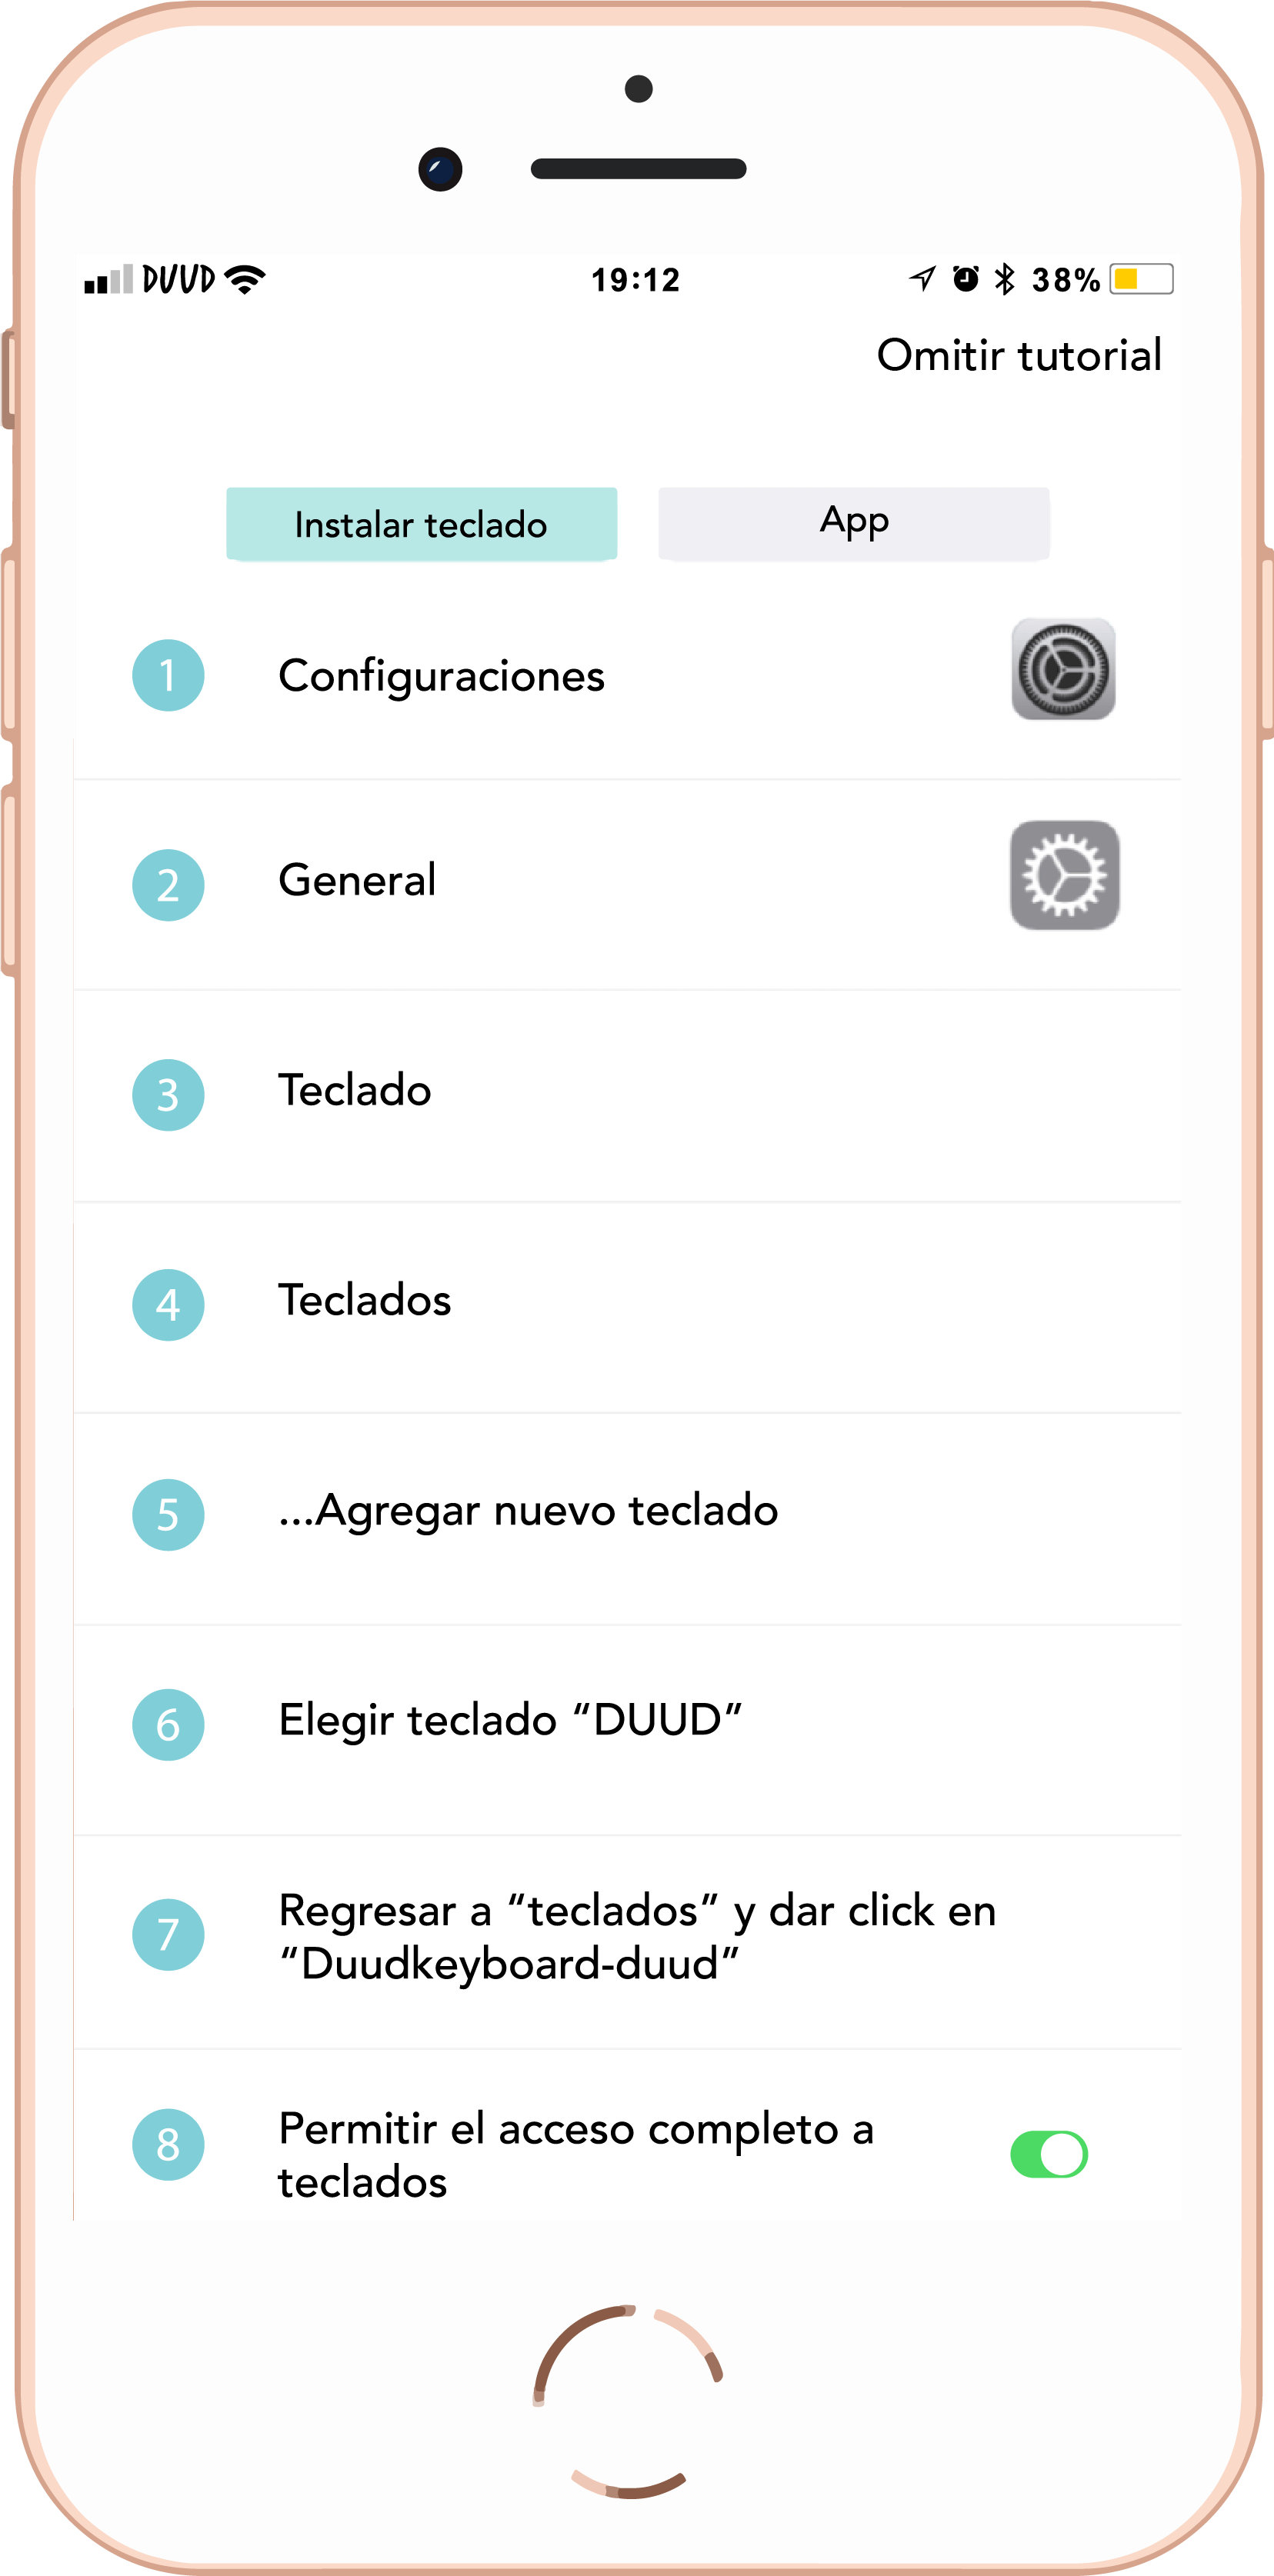 DUUD 19:12 38%
Omitir tutorial
Instalar teclado App
1 Configuraciones
2 General
3 Teclado
4 Teclados
5 ...Agregar nuevo teclado
6 Elegir teclado “DUUD”
7 Regresar a “teclados” y dar click en
“Duudkeyboard-duud”
8 Permitir el acceso completo a
teclados